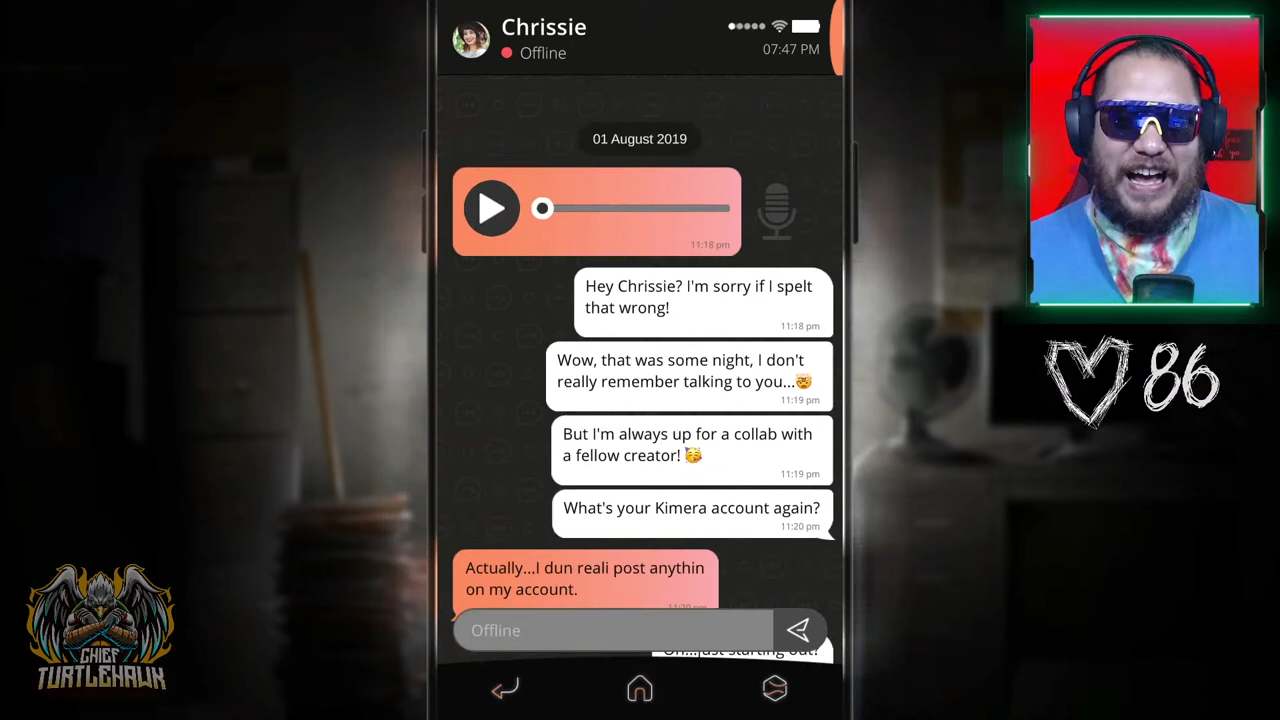 Chrissie
Offline
07:47 PM
01 August 2019
11:18 pm
Hey Chrissie? I'm sorry if I spelt
that wrong!
11:18 pm
Wow, that was some night, I don't
really remember talking to you...🤯
11:19 pm
But I'm always up for a collab with
a fellow creator! 🥳
11:19 pm
What's your Kimera account again?
11:20 pm
Actually...I dun reali post anythin
on my account.
Offline
86
CHIEF
TURTLEHAWK